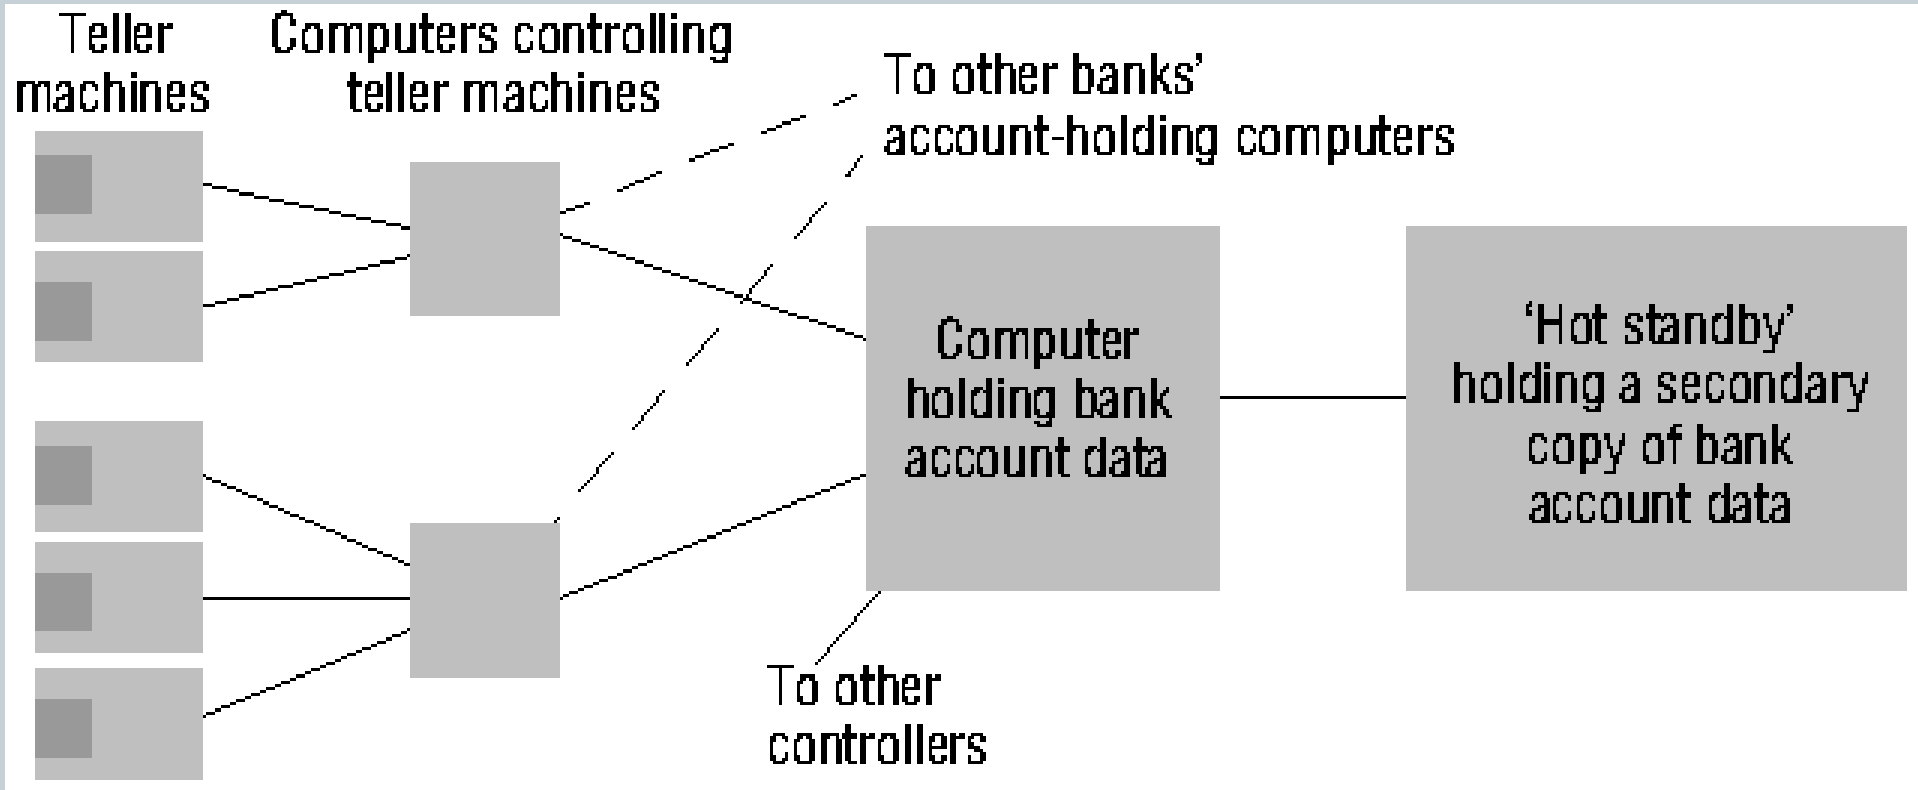 Teller
machines
Computers controlling
teller machines
To other banks’
account-holding computers
Computer
holding bank
account data
‘Hot standby’
holding a secondary
copy of bank
account data
To other
controllers